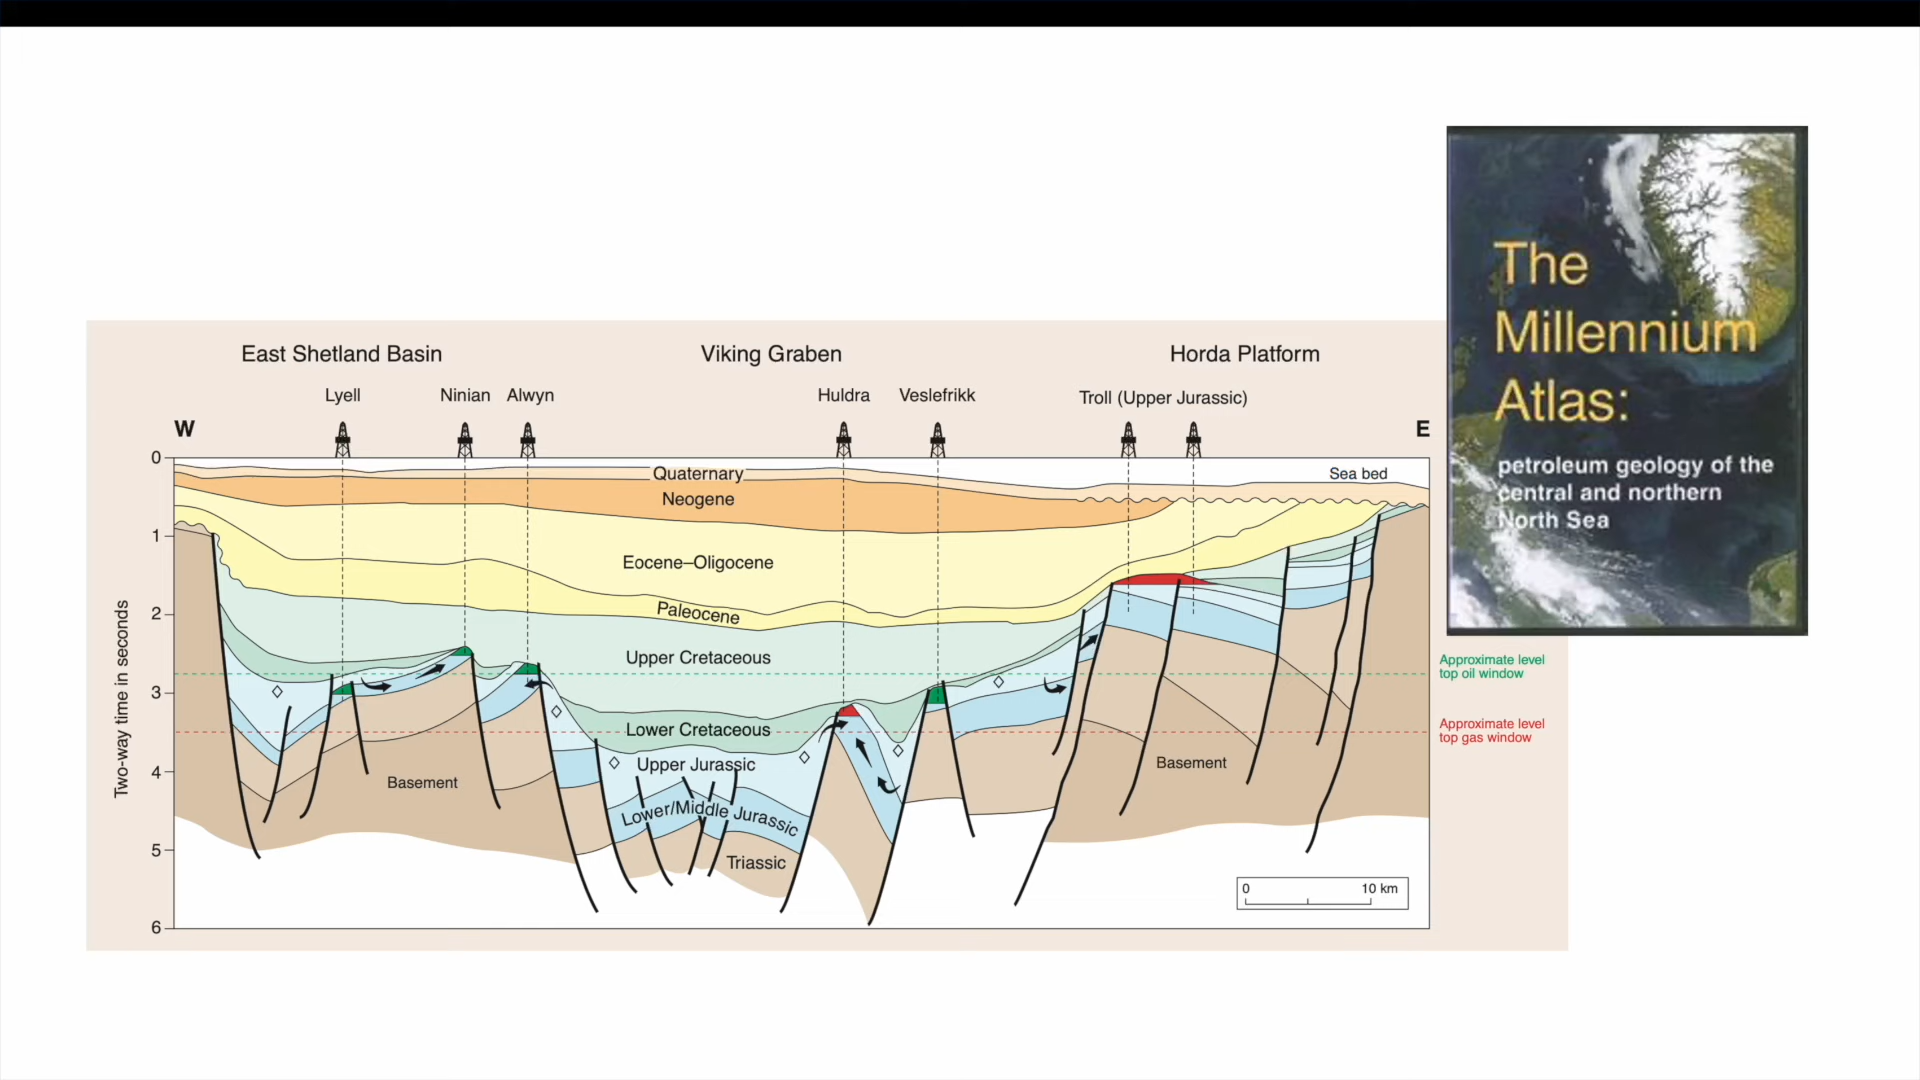 The
Millennium
Atlas:
petroleum geology of the
central and northern
North Sea
East Shetland Basin
Viking Graben
Horda Platform
Lyell
Ninian
Alwyn
Huldra
Veslefrikk
Troll (Upper Jurassic)
W
E
Two-way time in seconds
0
1
2
3
4
5
6
Quaternary
Sea bed
Neogene
Eocene–Oligocene
Paleocene
Upper Cretaceous
Lower Cretaceous
Upper Jurassic
Lower/Middle Jurassic
Triassic
Basement
Basement
Approximate level
top oil window
Approximate level
top gas window
0 10 km